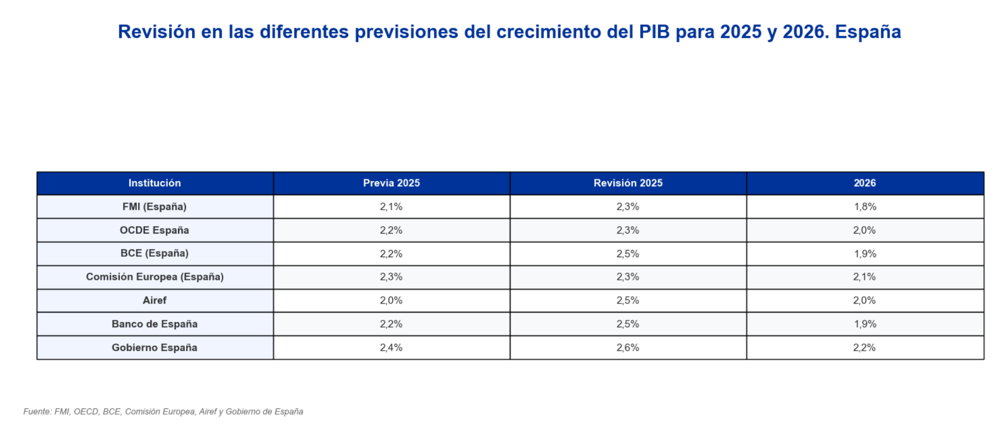 Revisión en las diferentes previsiones del crecimiento del PIB para 2025 y 2026. España
Institución Previa 2025 Revisión 2025 2026
FMI (España) 2,1% 2,3% 1,8%
OCDE España 2,2% 2,3% 2,0%
BCE (España) 2,2% 2,5% 1,9%
Comisión Europea (España) 2,3% 2,3% 2,1%
Airef 2,0% 2,5% 2,0%
Banco de España 2,2% 2,5% 1,9%
Gobierno España 2,4% 2,6% 2,2%
Fuente: FMI, OECD, BCE, Comisión Europea, Airef y Gobierno de España